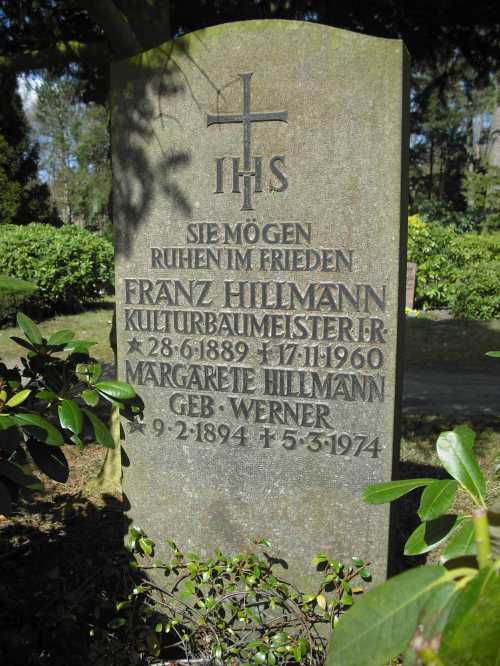 IHS
SIE MÖGEN
RUHEN IM FRIEDEN
FRANZ HILLMANN
KULTURBAUMEISTER I·R·
* 28·6·1889 ✝ 17·11·1960
MARGARETE HILLMANN
GEB·WERNER
* 9·2·1894 ✝ 5·3·1974